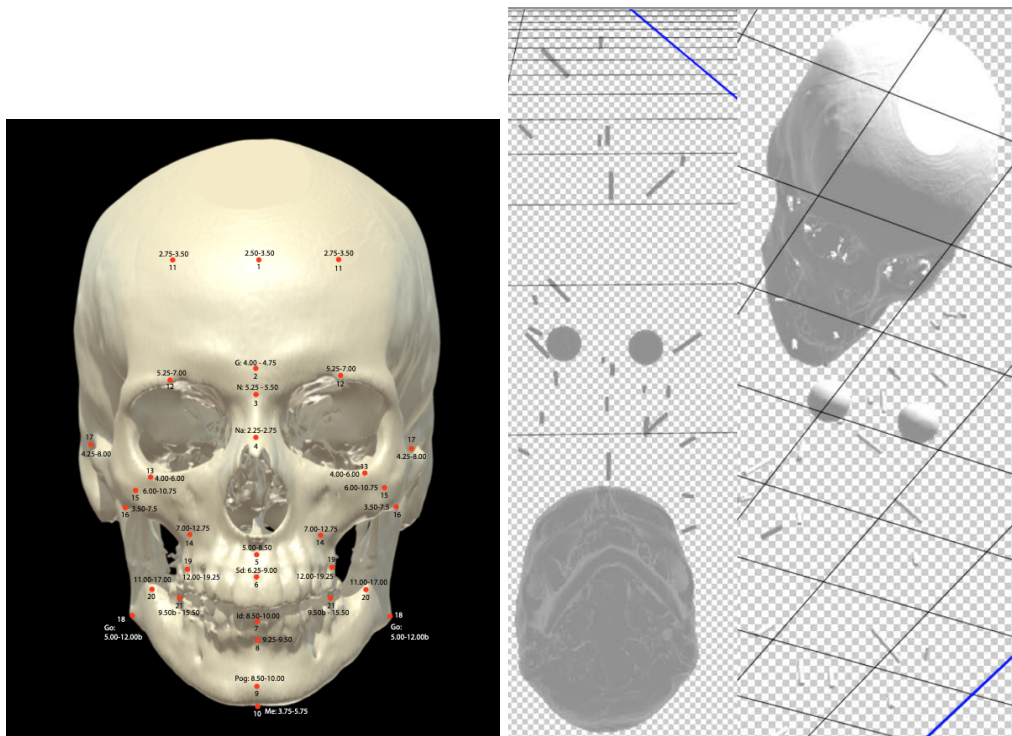 2.75-3.50 2.50-3.50 2.75-3.50
11 1 11
G: 4.00 - 4.75
2
5.25-7.00 5.25-7.00
12 12
N: 5.25 - 5.50
3
Na: 2.25-2.75
4
17 17
4.25-8.00 4.25-8.00
13 13
4.00-6.00 4.00-6.00
6.00-10.75 6.00-10.75
15 15
3.50-7.5 3.50-7.5
16 16
7.00-12.75 7.00-12.75
14 14
5.00-8.50
5
19 19
12.00-19.25 Sd: 6.25-9.00 12.00-19.25
6
11.00-17.00 11.00-17.00
20 20
21 21
9.50b - 15.50 9.50b - 15.50
Id: 8.50-10.00
7
18 18
Go: Go:
5.00-12.00b 5.00-12.00b
9.25-9.50
8
Pog: 8.50-10.00
9
Me: 3.75-5.75
10